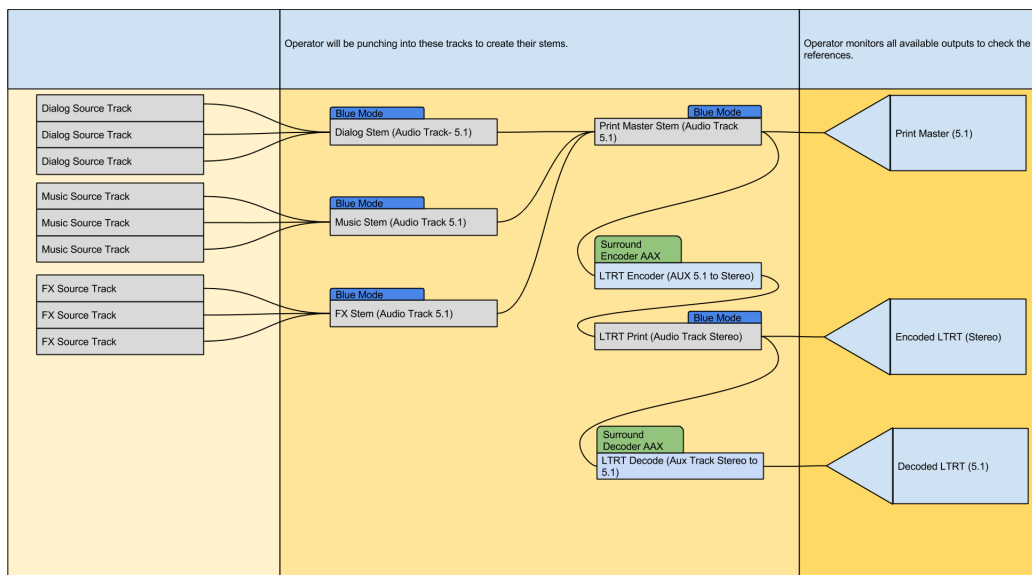 Operator will be punching into these tracks to create their stems.
Operator monitors all available outputs to check the
references.
Dialog Source Track
Dialog Source Track
Dialog Source Track
Music Source Track
Music Source Track
Music Source Track
FX Source Track
FX Source Track
FX Source Track
Blue Mode
Dialog Stem (Audio Track- 5.1)
Blue Mode
Music Stem (Audio Track 5.1)
Blue Mode
FX Stem (Audio Track 5.1)
Blue Mode
Print Master Stem (Audio Track
5.1)
Surround
Encoder AAX
LTRT Encoder (AUX 5.1 to Stereo)
Blue Mode
LTRT Print (Audio Track Stereo)
Surround
Decoder AAX
LTRT Decode (Aux Track Stereo to
5.1)
Print Master (5.1)
Encoded LTRT (Stereo)
Decoded LTRT (5.1)